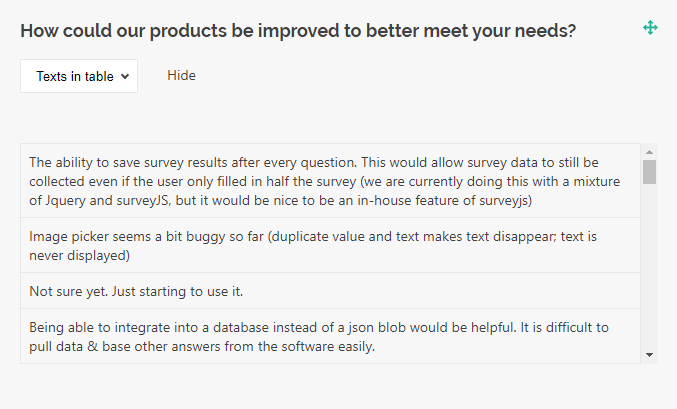 How could our products be improved to better meet your needs?
Texts in table
Hide
The ability to save survey results after every question. This would allow survey data to still be
collected even if the user only filled in half the survey (we are currently doing this with a mixture
of Jquery and surveyJS, but it would be nice to be an in-house feature of surveyjs)
Image picker seems a bit buggy so far (duplicate value and text makes text disappear; text is
never displayed)
Not sure yet. Just starting to use it.
Being able to integrate into a database instead of a json blob would be helpful. It is difficult to
pull data & base other answers from the software easily.